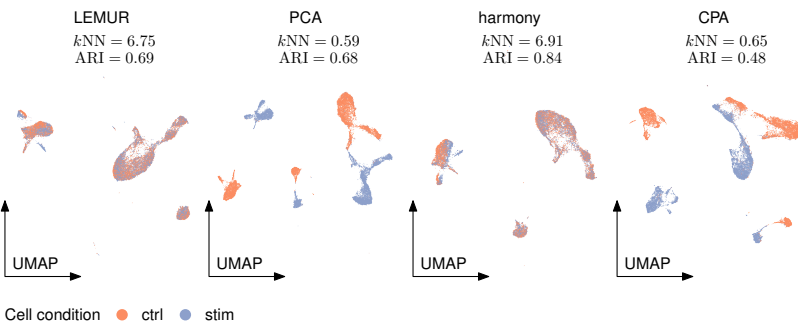 LEMUR
kNN = 6.75
ARI = 0.69
PCA
kNN = 0.59
ARI = 0.68
harmony
kNN = 6.91
ARI = 0.84
CPA
kNN = 0.65
ARI = 0.48
UMAP
UMAP
UMAP
UMAP
Cell condition ctrl stim